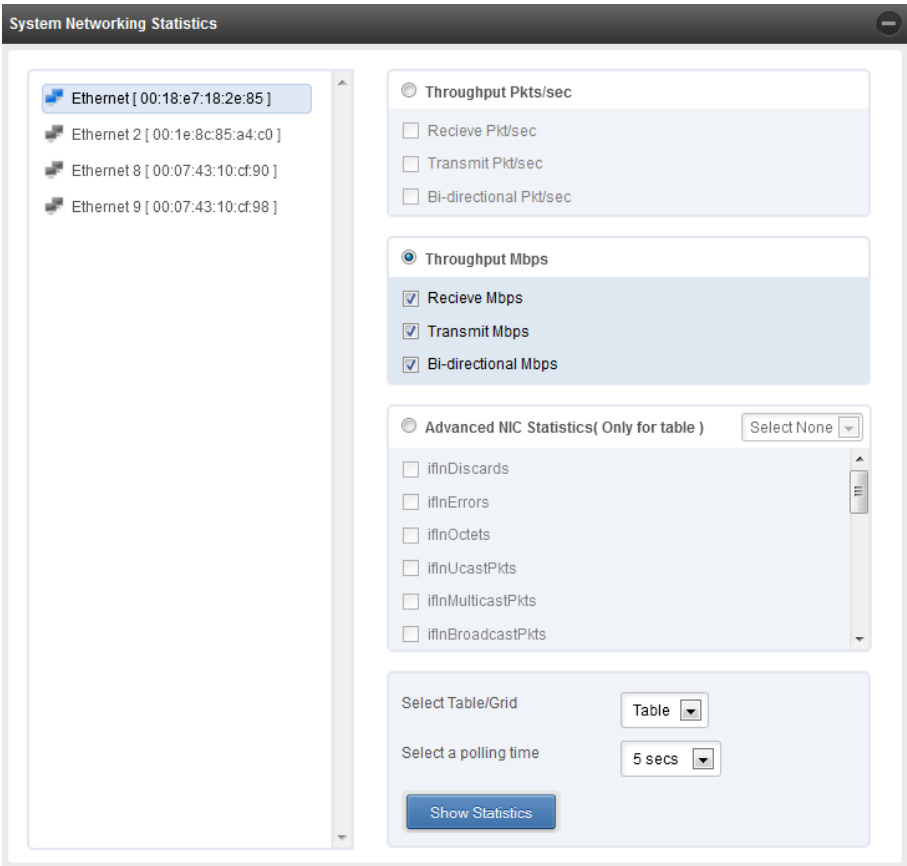 System Networking Statistics
Ethernet [ 00:18:e7:18:2e:85 ]
Ethernet 2 [ 00:1e:8c:85:a4:c0 ]
Ethernet 8 [ 00:07:43:10:cf:90 ]
Ethernet 9 [ 00:07:43:10:cf:98 ]
Throughput Pkts/sec
Recieve Pkt/sec
Transmit Pkt/sec
Bi-directional Pkt/sec
Throughput Mbps
Recieve Mbps
Transmit Mbps
Bi-directional Mbps
Advanced NIC Statistics( Only for table ) Select None
ifInDiscards
ifInErrors
ifInOctets
ifInUcastPkts
ifInMulticastPkts
ifInBroadcastPkts
Select Table/Grid Table
Select a polling time 5 secs
Show Statistics